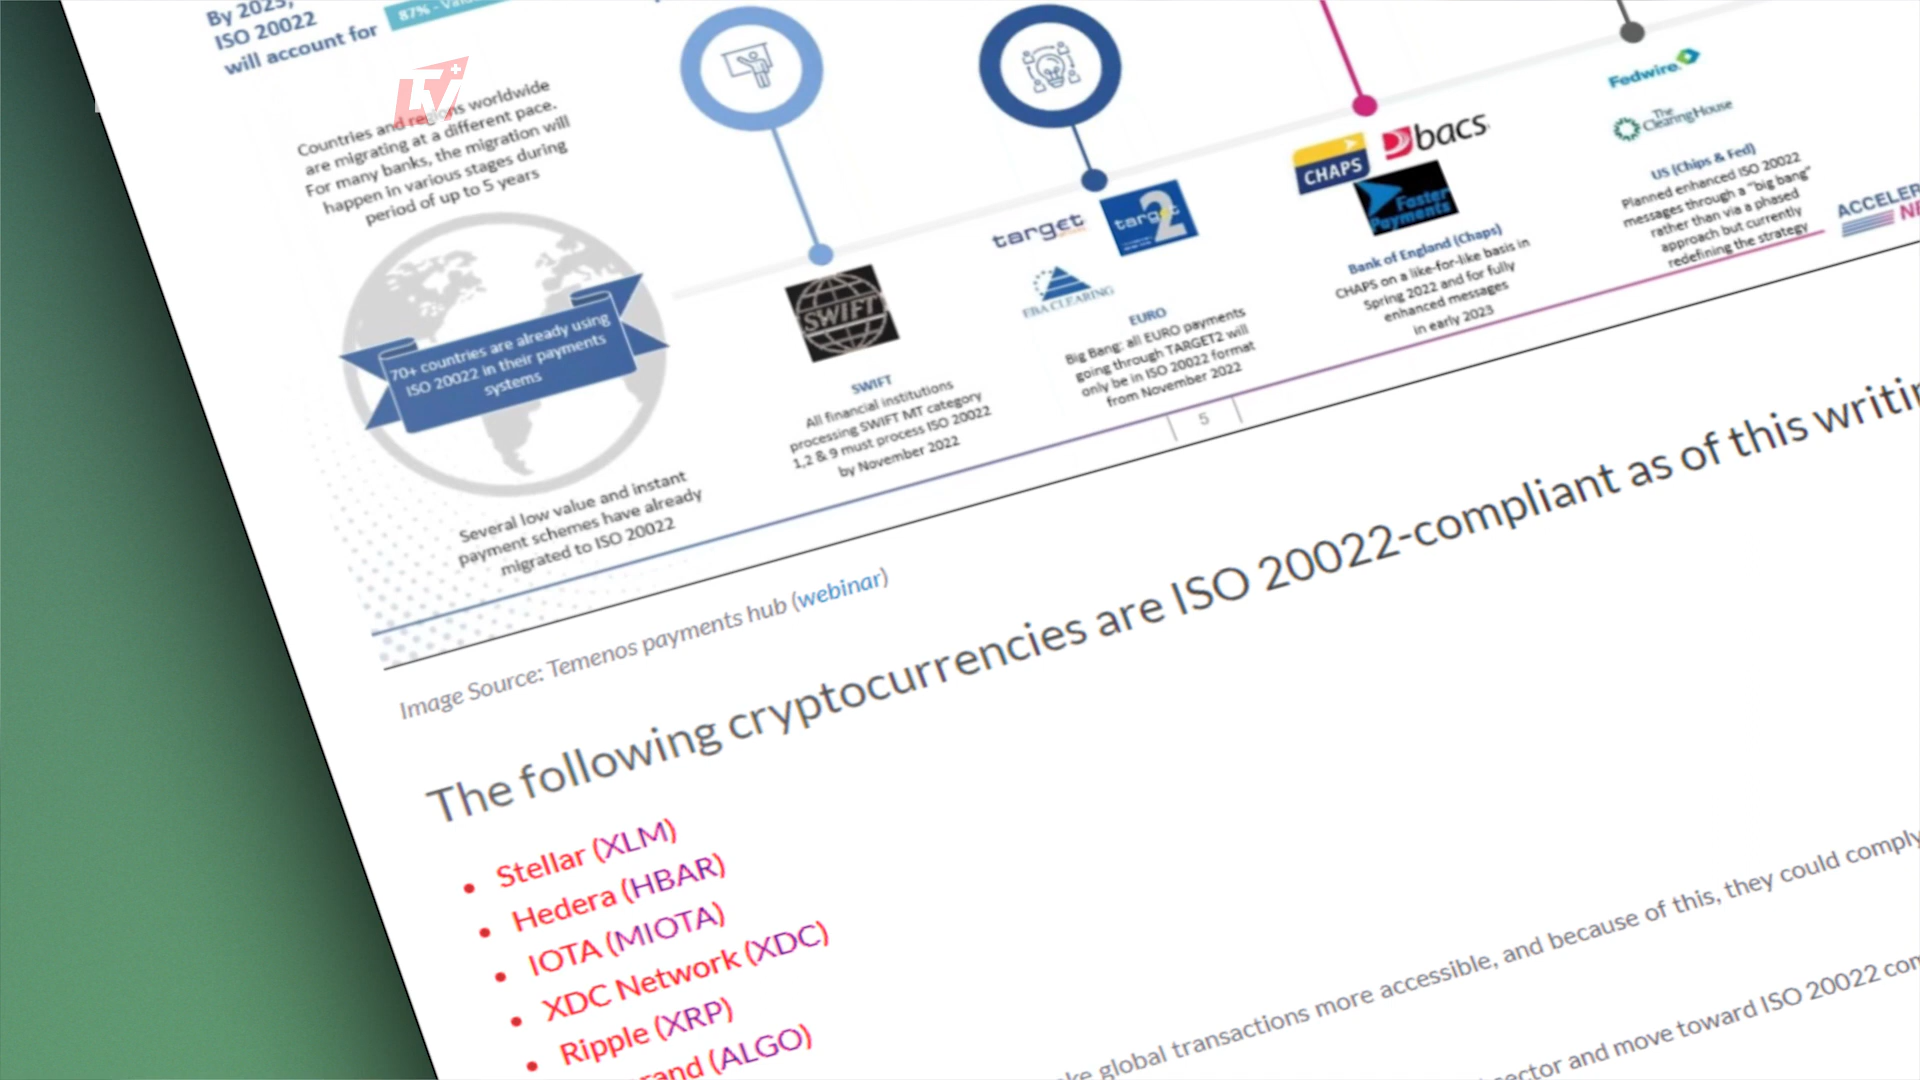 By 2023,
ISO 20022
will account for
87% -
TV+
Countries and regions worldwide
are migrating at a different pace.
For many banks, the migration will
happen in various stages during
period of up to 5 years
70+ countries are already using
ISO 20022 in their payments
systems
Several low value and instant
payment schemes have already
migrated to ISO 20022
SWIFT
SWIFT
All financial institutions
processing SWIFT MT category
1,2 & 9 must process ISO 20022
by November 2022
target
target 2
EBA CLEARING
EURO
Big Bang: all EURO payments
going through TARGET2 will
only be in ISO 20022 format
from November 2022
5
CHAPS
bacs
Faster
Payments
Bank of England (Chaps)
CHAPS on a like-for-like basis in
Spring 2022 and for fully
enhanced messages
in early 2023
Fedwire
The
ClearingHouse
US (Chips & Fed)
Planned enhanced ISO 20022
messages through a "big bang"
rather than via a phased
approach but currently
redefining the strategy
Image Source: Temenos payments hub (webinar)
The following cryptocurrencies are ISO 20022-compliant as of this
• Stellar (XLM)
• Hedera (HBAR)
• IOTA (MIOTA)
• XDC Network (XDC)
• Ripple (XRP)
(ALGO)
global transactions more accessible, and because of this, they could comply
and move toward ISO 20022